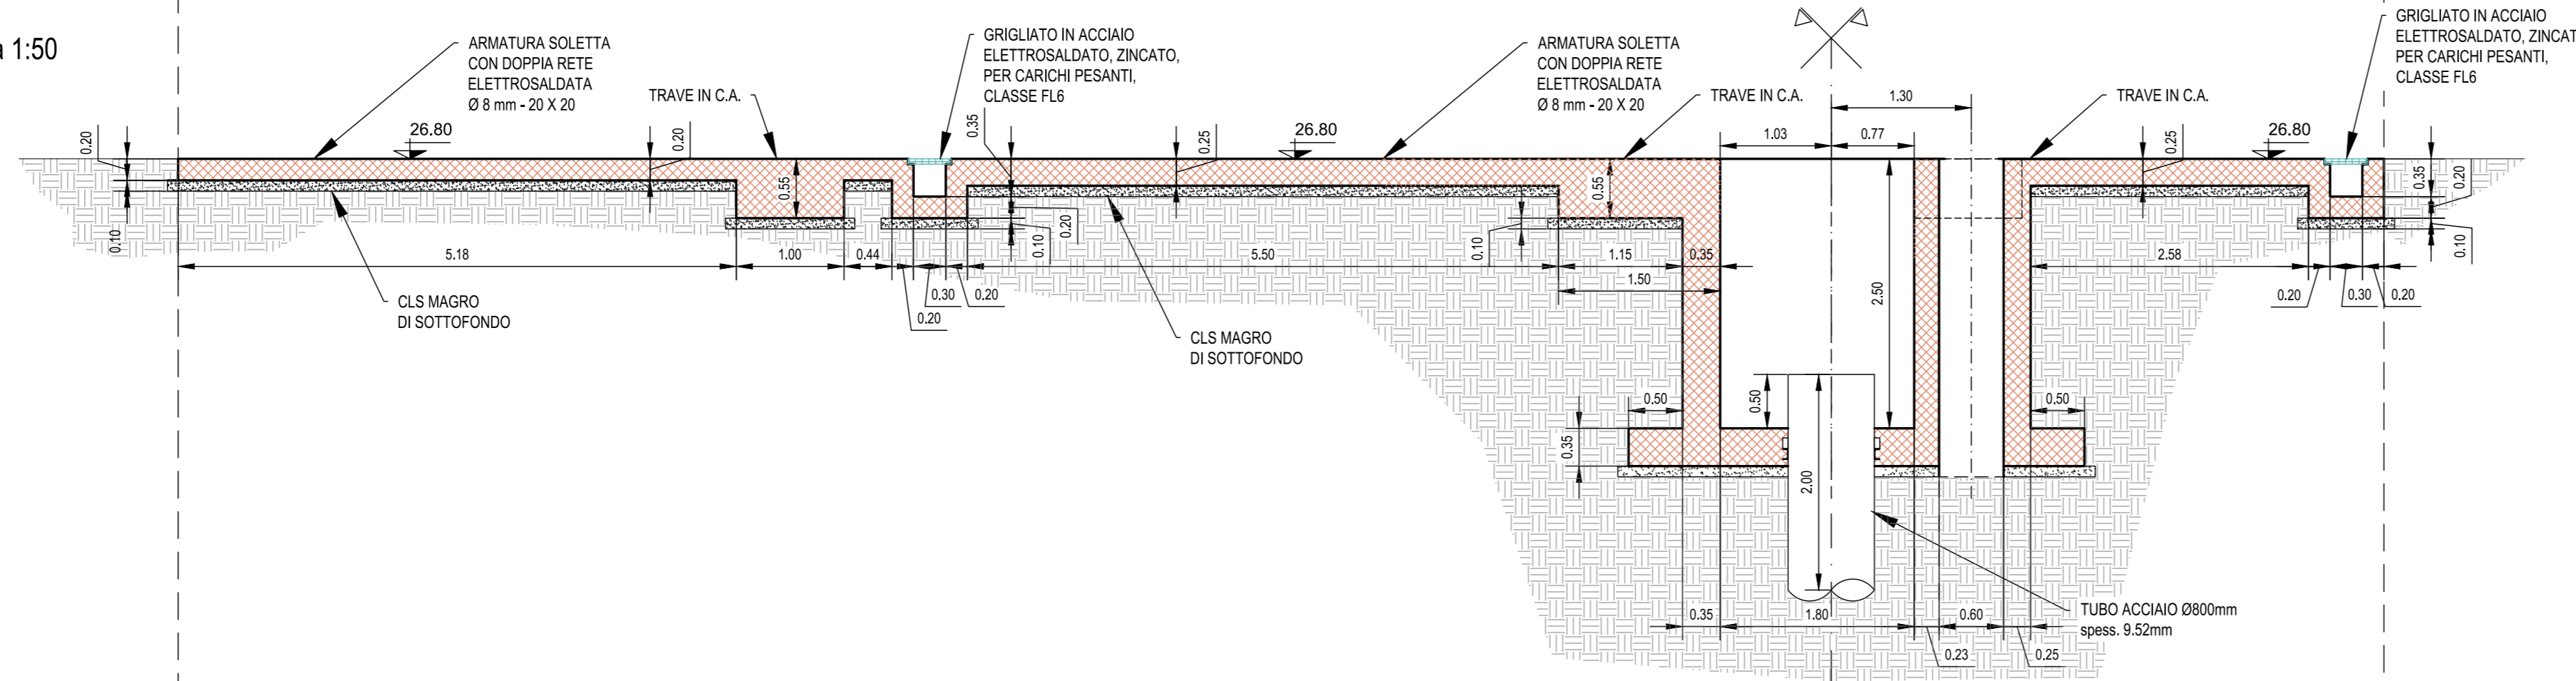 a 1:50
ARMATURA SOLETTA
CON DOPPIA RETE
ELETTROSALDATA
Ø 8 mm - 20 X 20
TRAVE IN C.A.
GRIGLIATO IN ACCIAIO
ELETTROSALDATO, ZINCATO,
PER CARICHI PESANTI,
CLASSE FL6
ARMATURA SOLETTA
CON DOPPIA RETE
ELETTROSALDATA
Ø 8 mm - 20 X 20
TRAVE IN C.A.
1.30
TRAVE IN C.A.
GRIGLIATO IN ACCIAIO
ELETTROSALDATO, ZINCAT
PER CARICHI PESANTI,
CLASSE FL6
0.20
26.80
0.20
0.35
0.25
26.80
1.03
0.77
0.25
26.80
0.10
0.55
0.20
0.10
0.55
0.10
0.35
0.20
0.10
5.18
1.00
0.44
0.20
0.30
0.20
5.50
1.15
0.35
1.50
2.50
2.58
0.20
0.30
0.20
CLS MAGRO
DI SOTTOFONDO
CLS MAGRO
DI SOTTOFONDO
0.50
0.35
0.50
2.00
0.50
0.35
1.80
0.60
0,23
0.25
TUBO ACCIAIO Ø800mm
spess. 9.52mm